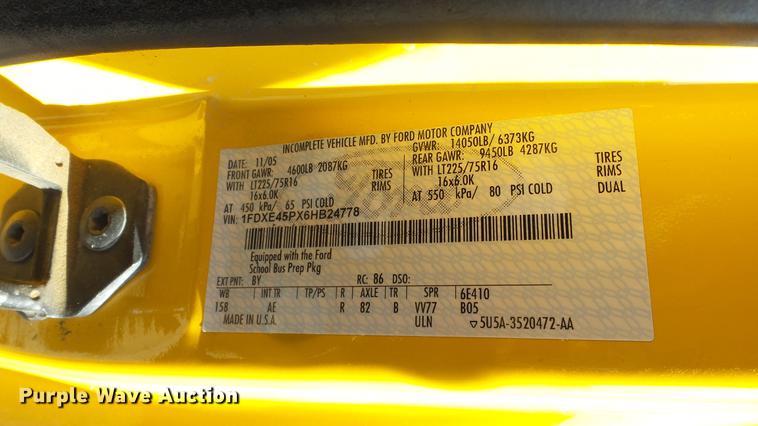 INCOMPLETE VEHICLE MFD. BY FORD MOTOR COMPANY
DATE: 11/05 GVWR: 14050LB/ 6373KG
FRONT GAWR: 4600LB 2087KG REAR GAWR: 9450LB 4287KG
WITH LT225/75R16 TIRES WITH LT225/75R16 TIRES
16x6.0K RIMS 16x6.0K RIMS
AT 450 kPa/ 65 PSI COLD AT 550 kPa/ 80 PSI COLD DUAL
VIN: 1FDXE45PX6HB24778
Equipped with the Ford
School Bus Prep Pkg
EXT PNT: BY RC: 86 DSO:
WB INT TR TP/PS R AXLE TR SPR 6E410
158 AE R 82 B VV77 B05
MADE IN U.S.A. ULN ▽5U5A-3520472-AA
Purple Wave Auction